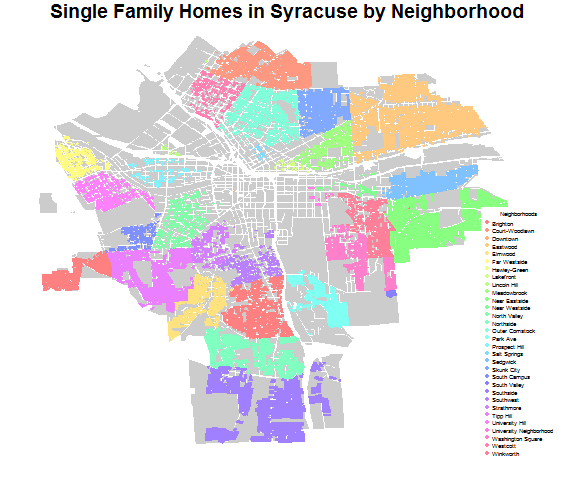 Single Family Homes in Syracuse by Neighborhood
Neighborhoods
Brighton
Court-Woodlawn
Downtown
Eastwood
Elmwood
Far Westside
Hawley-Green
Lakefront
Lincoln Hill
Meadowbrook
Near Eastside
Near Westside
North Valley
Northside
Outer Comstock
Park Ave
Prospect Hill
Salt Springs
Sedgwick
Skunk City
South Campus
South Valley
Southside
Southwest
Strathmore
Tipp Hill
University Hill
University Neighborhood
Washington Square
Westcott
Winkworth